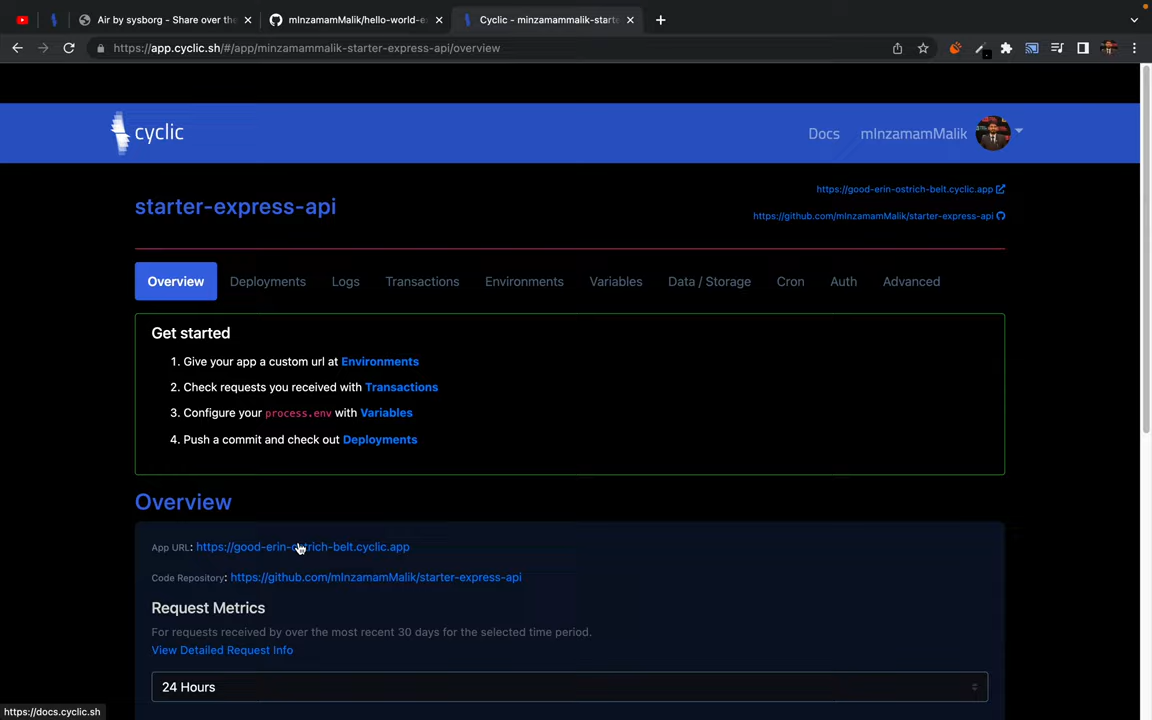 Air by sysborg - Share over the
mInzamamMalik/hello-world-e
Cyclic - minzamammalik-starte
https://app.cyclic.sh/#/app/minzamammalik-starter-express-api/overview
cyclic
Docs
mInzamamMalik
https://good-erin-ostrich-belt.cyclic.app
starter-express-api
https://github.com/mInzamamMalik/starter-express-api
Overview
Deployments
Logs
Transactions
Environments
Variables
Data / Storage
Cron
Auth
Advanced
Get started
1. Give your app a custom url at Environments
2. Check requests you received with Transactions
3. Configure your process.env with Variables
4. Push a commit and check out Deployments
Overview
App URL: https://good-erin-ostrich-belt.cyclic.app
Code Repository: https://github.com/mInzamamMalik/starter-express-api
Request Metrics
For requests received by over the most recent 30 days for the selected time period.
View Detailed Request Info
24 Hours
https://docs.cyclic.sh